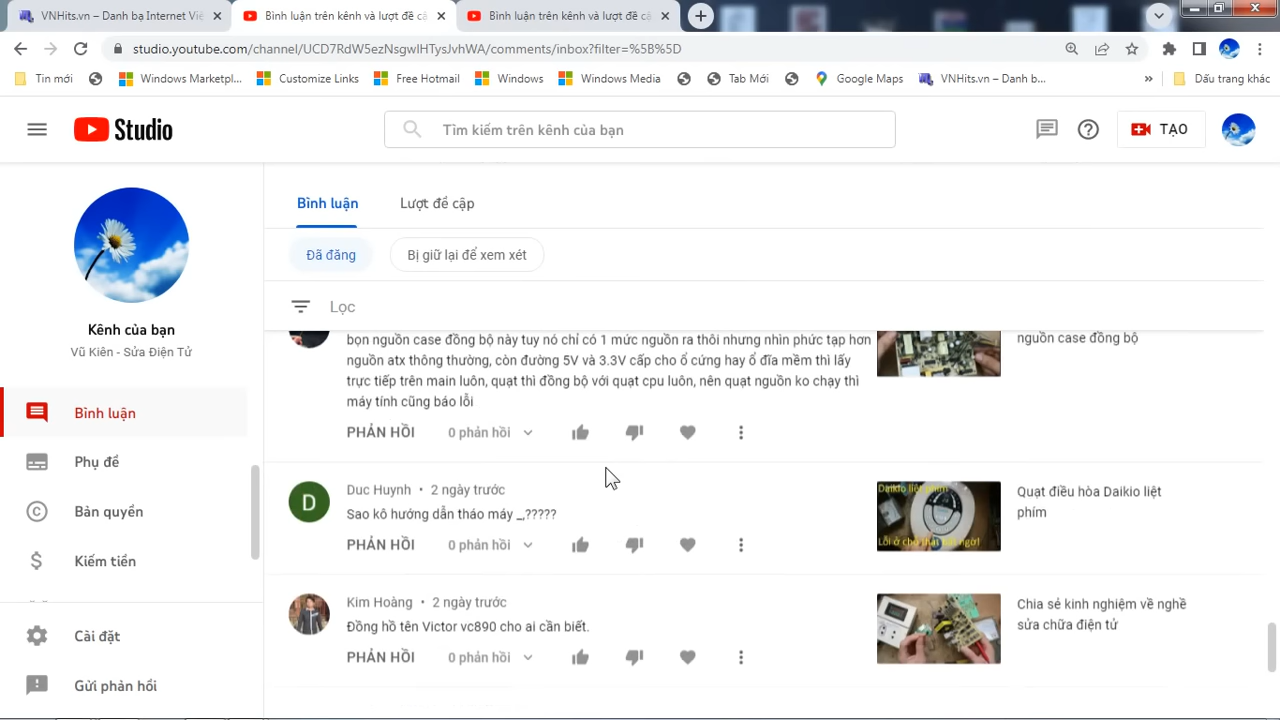 VNHits.vn – Danh bạ Internet Việ
Bình luận trên kênh và lượt đề cậ
Bình luận trên kênh và lượt đề cậ
studio.youtube.com/channel/UCD7RdW5ezNsgwIHTysJvhWA/comments/inbox?filter=%5B%5D
Tin mới
Windows Marketpl...
Customize Links
Free Hotmail
Windows
Windows Media
Tab Mới
Google Maps
VNHits.vn – Danh b...
»
Dấu trang khác
Studio
Tìm kiếm trên kênh của bạn
TẠO
Kênh của bạn
Vũ Kiên - Sửa Điện Tử
Bình luận
Phụ đề
Bản quyền
Kiếm tiền
Cài đặt
Gửi phản hồi
Bình luận
Lượt đề cập
Đã đăng
Bị giữ lại để xem xét
Lọc
bọn nguồn case đồng bộ này tuy nó chỉ có 1 mức nguồn ra thôi nhưng nhìn phức tạp hơn
nguồn atx thông thường, còn đường 5V và 3.3V cấp cho ổ cứng hay ổ đĩa mềm thì lấy
trực tiếp trên main luôn, quạt thì đồng bộ với quạt cpu luôn, nên quạt nguồn ko chạy thì
máy tính cũng báo lỗi
PHẢN HỒI
0 phản hồi
nguồn case đồng bộ
D
Duc Huynh • 2 ngày trước
Sao kô hướng dẫn tháo máy _,?????
PHẢN HỒI
0 phản hồi
Daikio liệt phím
Lỗi ở chỗ thật bất ngờ!
Quạt điều hòa Daikio liệt
phím
Kim Hoàng • 2 ngày trước
Đồng hồ tên Victor vc890 cho ai cần biết.
PHẢN HỒI
0 phản hồi
Chia sẻ kinh nghiệm về nghề
sửa chữa điện tử